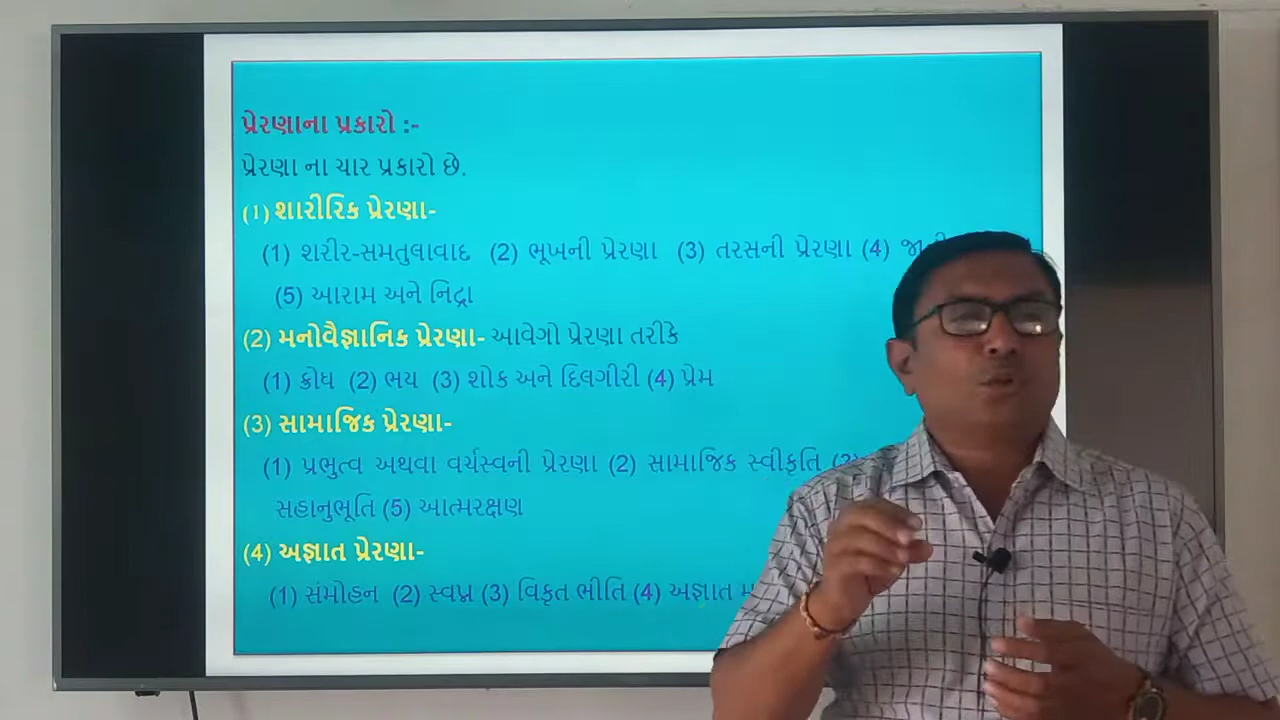 પ્રેરણાના પ્રકારો :-
પ્રેરણા ના ચાર પ્રકારો છે.
(1) શારીરિક પ્રેરણા-
(1) શરીર-સમતુલાવાદ (2) ભૂખની પ્રેરણા (3) તરસની પ્રેરણા (4)
(5) આરામ અને નિદ્રા
(2) મનોવૈજ્ઞાનિક પ્રેરણા- આવેગો પ્રેરણા તરીકે
(1) ક્રોધ (2) ભય (3) શોક અને દિલગીરી (4) પ્રેમ
(3) સામાજિક પ્રેરણા-
(1) પ્રભુત્વ અથવા વર્ચસ્વની પ્રેરણા (2) સામાજિક સ્વીકૃતિ
સહાનુભૂતિ (5) આત્મરક્ષણ
(4) અજ્ઞાત પ્રેરણા-
(1) સંમોહન (2) સ્વપ્ન (3) વિકૃત ભીતિ (4) અજ્ઞાત